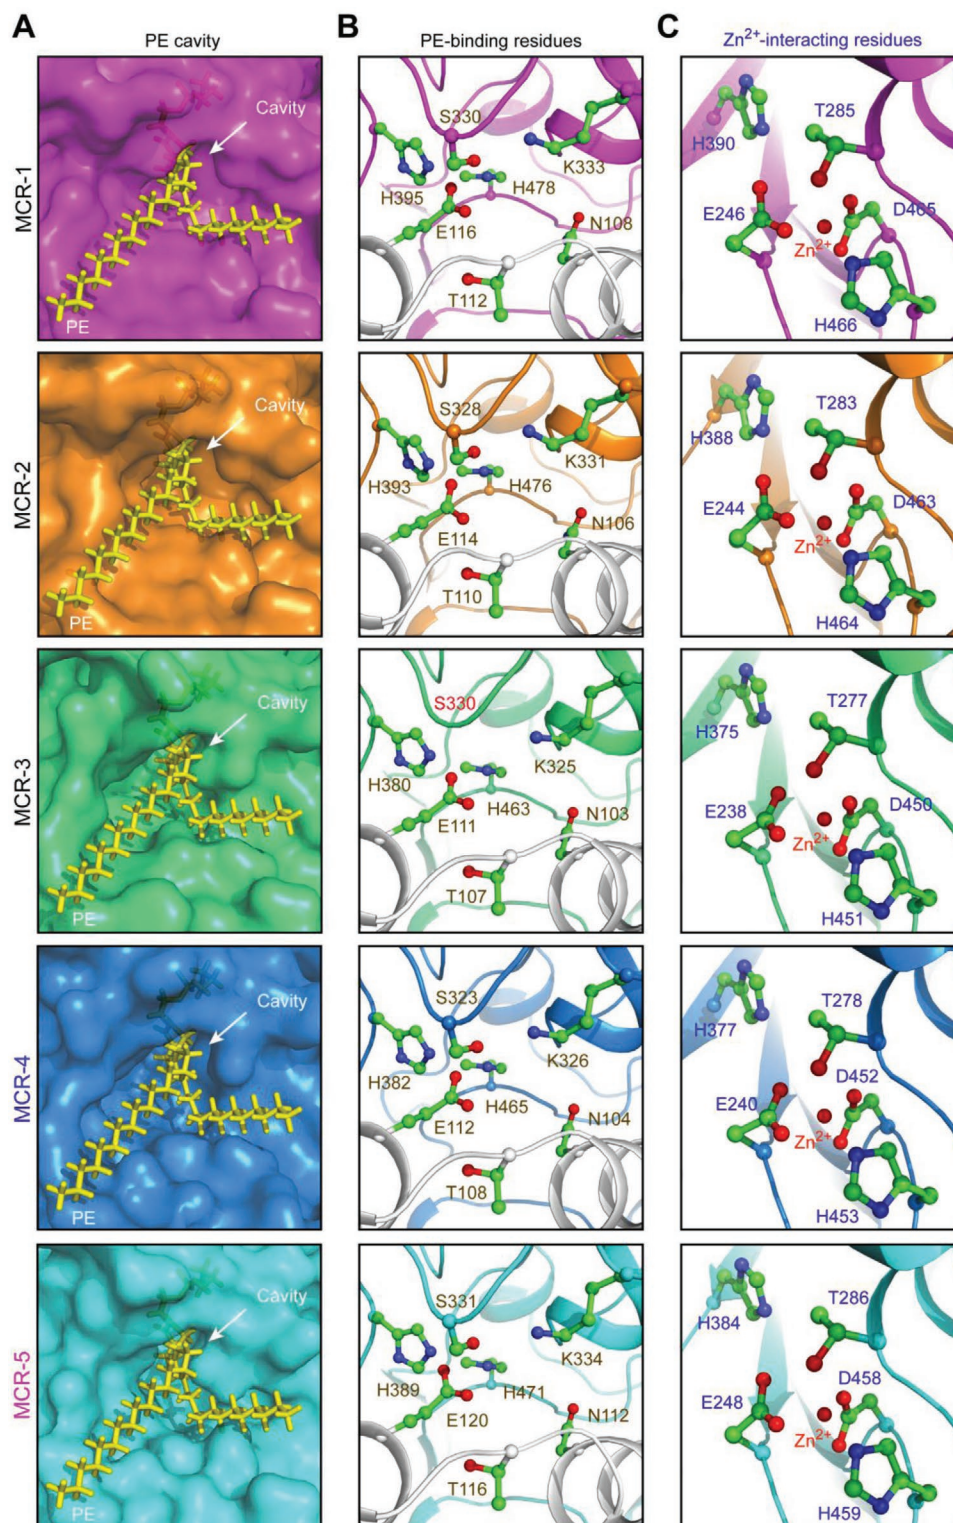 A
B
C
PE cavity
PE-binding residues
Zn²⁺-interacting residues
MCR-1
Cavity
PE
S330
K333
H395
H478
E116
N108
T112
H390
T285
E246
D465
Zn²⁺
H466
MCR-2
Cavity
PE
S328
K331
H393
H476
E114
N106
T110
H388
T283
E244
D463
Zn²⁺
H464
MCR-3
Cavity
PE
S330
K325
H380
H463
E111
N103
T107
H375
T277
E238
D450
Zn²⁺
H451
MCR-4
Cavity
PE
S323
K326
H382
H465
E112
N104
T108
H377
T278
E240
D452
Zn²⁺
H453
MCR-5
Cavity
PE
S331
K334
H389
H471
E120
N112
T116
H384
T286
E248
D458
Zn²⁺
H459